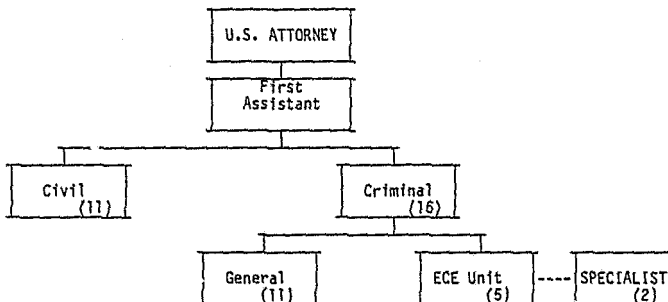 U.S. ATTORNEY
First
Assistant
Civil
(11)
Criminal
(16)
General
(11)
ECE Unit
(5)
SPECIALIST
(2)